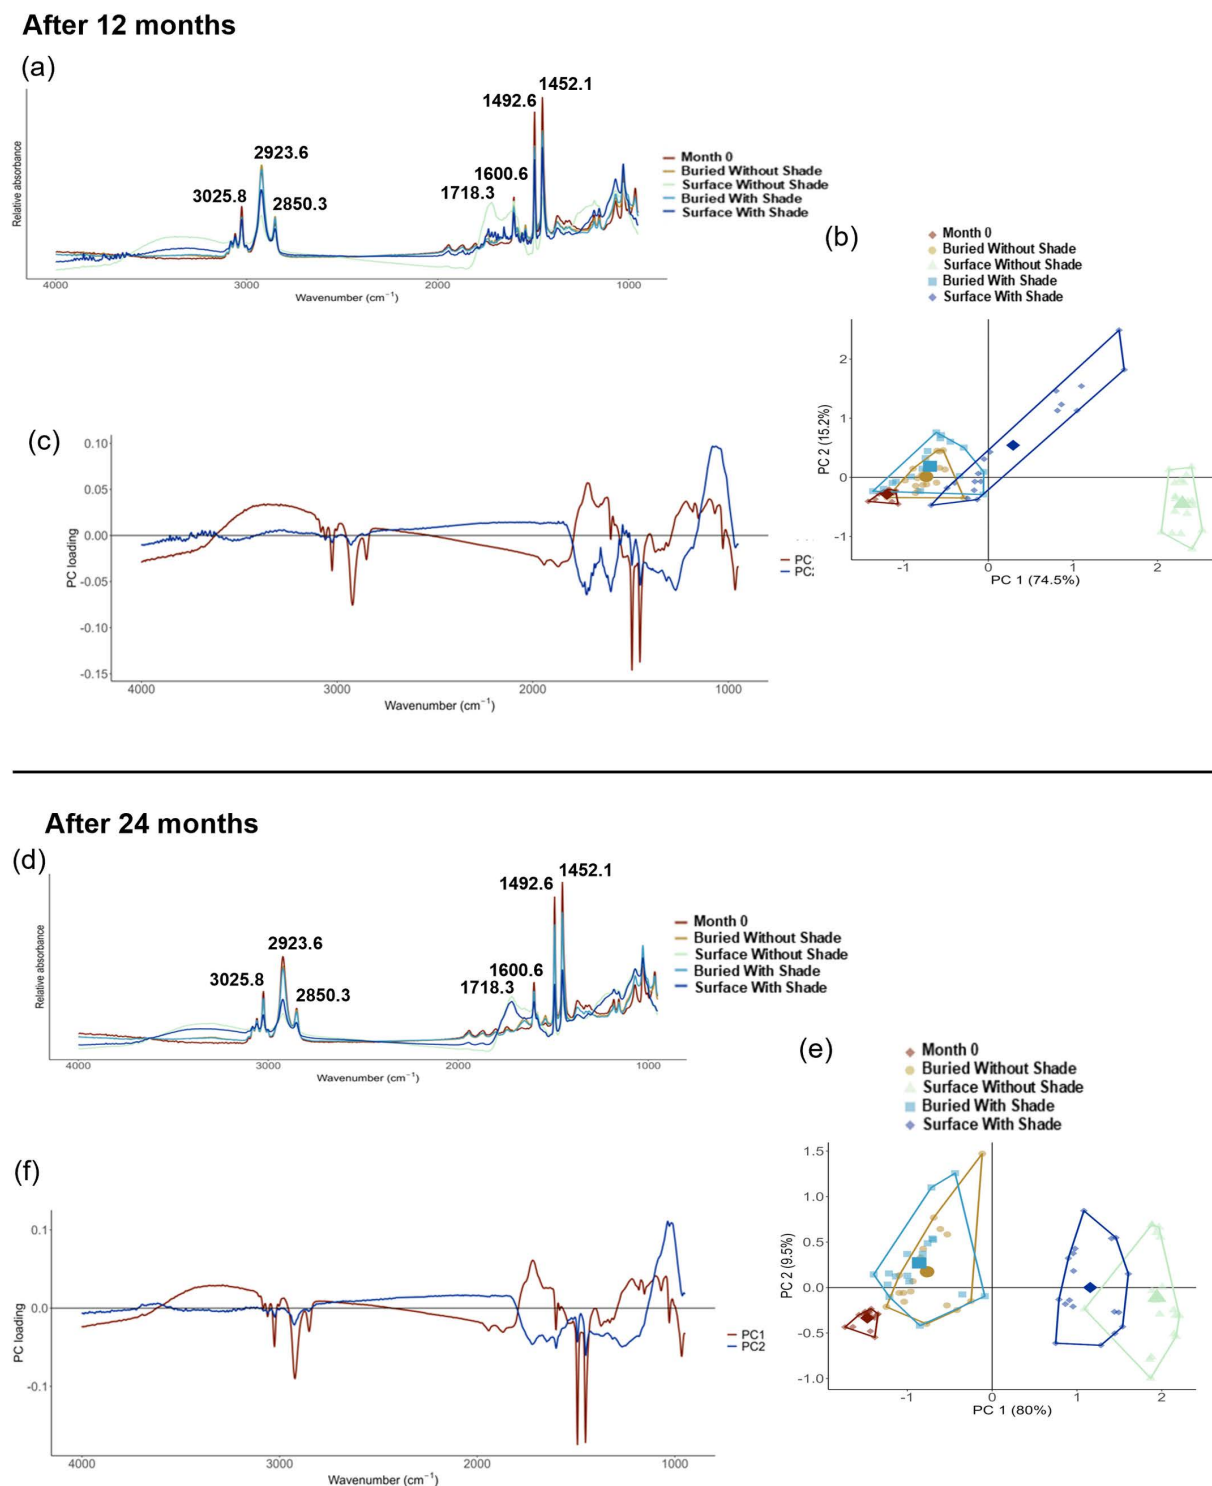 After 12 months
(a)
1452.1
1492.6
2923.6
1600.6
3025.8
2850.3
1718.3
Relative absorbance
Month 0
Buried Without Shade
Surface Without Shade
Buried With Shade
Surface With Shade
4000
3000
2000
1000
Wavenumber (cm⁻¹)
(b)
Month 0
Buried Without Shade
Surface Without Shade
Buried With Shade
Surface With Shade
PC 2 (15.2%)
2
1
0
-1
-1
0
1
2
PC 1 (74.5%)
(c)
PC loading
0.10
0.05
0.00
-0.05
-0.10
-0.15
PC
PC
4000
3000
2000
1000
Wavenumber (cm⁻¹)
After 24 months
(d)
1452.1
1492.6
2923.6
1600.6
3025.8
2850.3
1718.3
Relative absorbance
Month 0
Buried Without Shade
Surface Without Shade
Buried With Shade
Surface With Shade
4000
3000
2000
1000
Wavenumber (cm⁻¹)
(e)
Month 0
Buried Without Shade
Surface Without Shade
Buried With Shade
Surface With Shade
PC 2 (9.5%)
1.5
1.0
0.5
0.0
-0.5
-1.0
-1
0
1
2
PC 1 (80%)
(f)
PC loading
0.1
0.0
-0.1
PC1
PC2
4000
3000
2000
1000
Wavenumber (cm⁻¹)